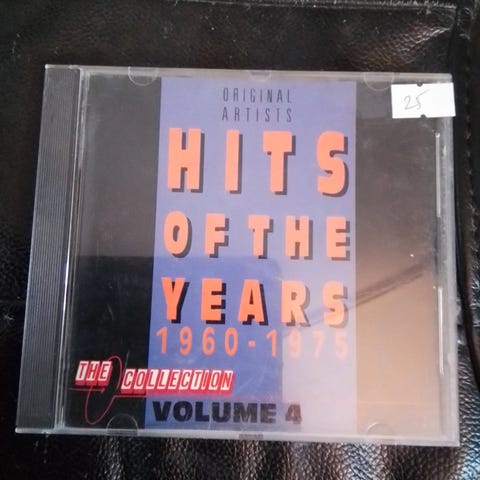 ORIGINAL
ARTISTS
25
HITS
OF THE
YEARS
1960-1975
THE COLLECTION
VOLUME 4